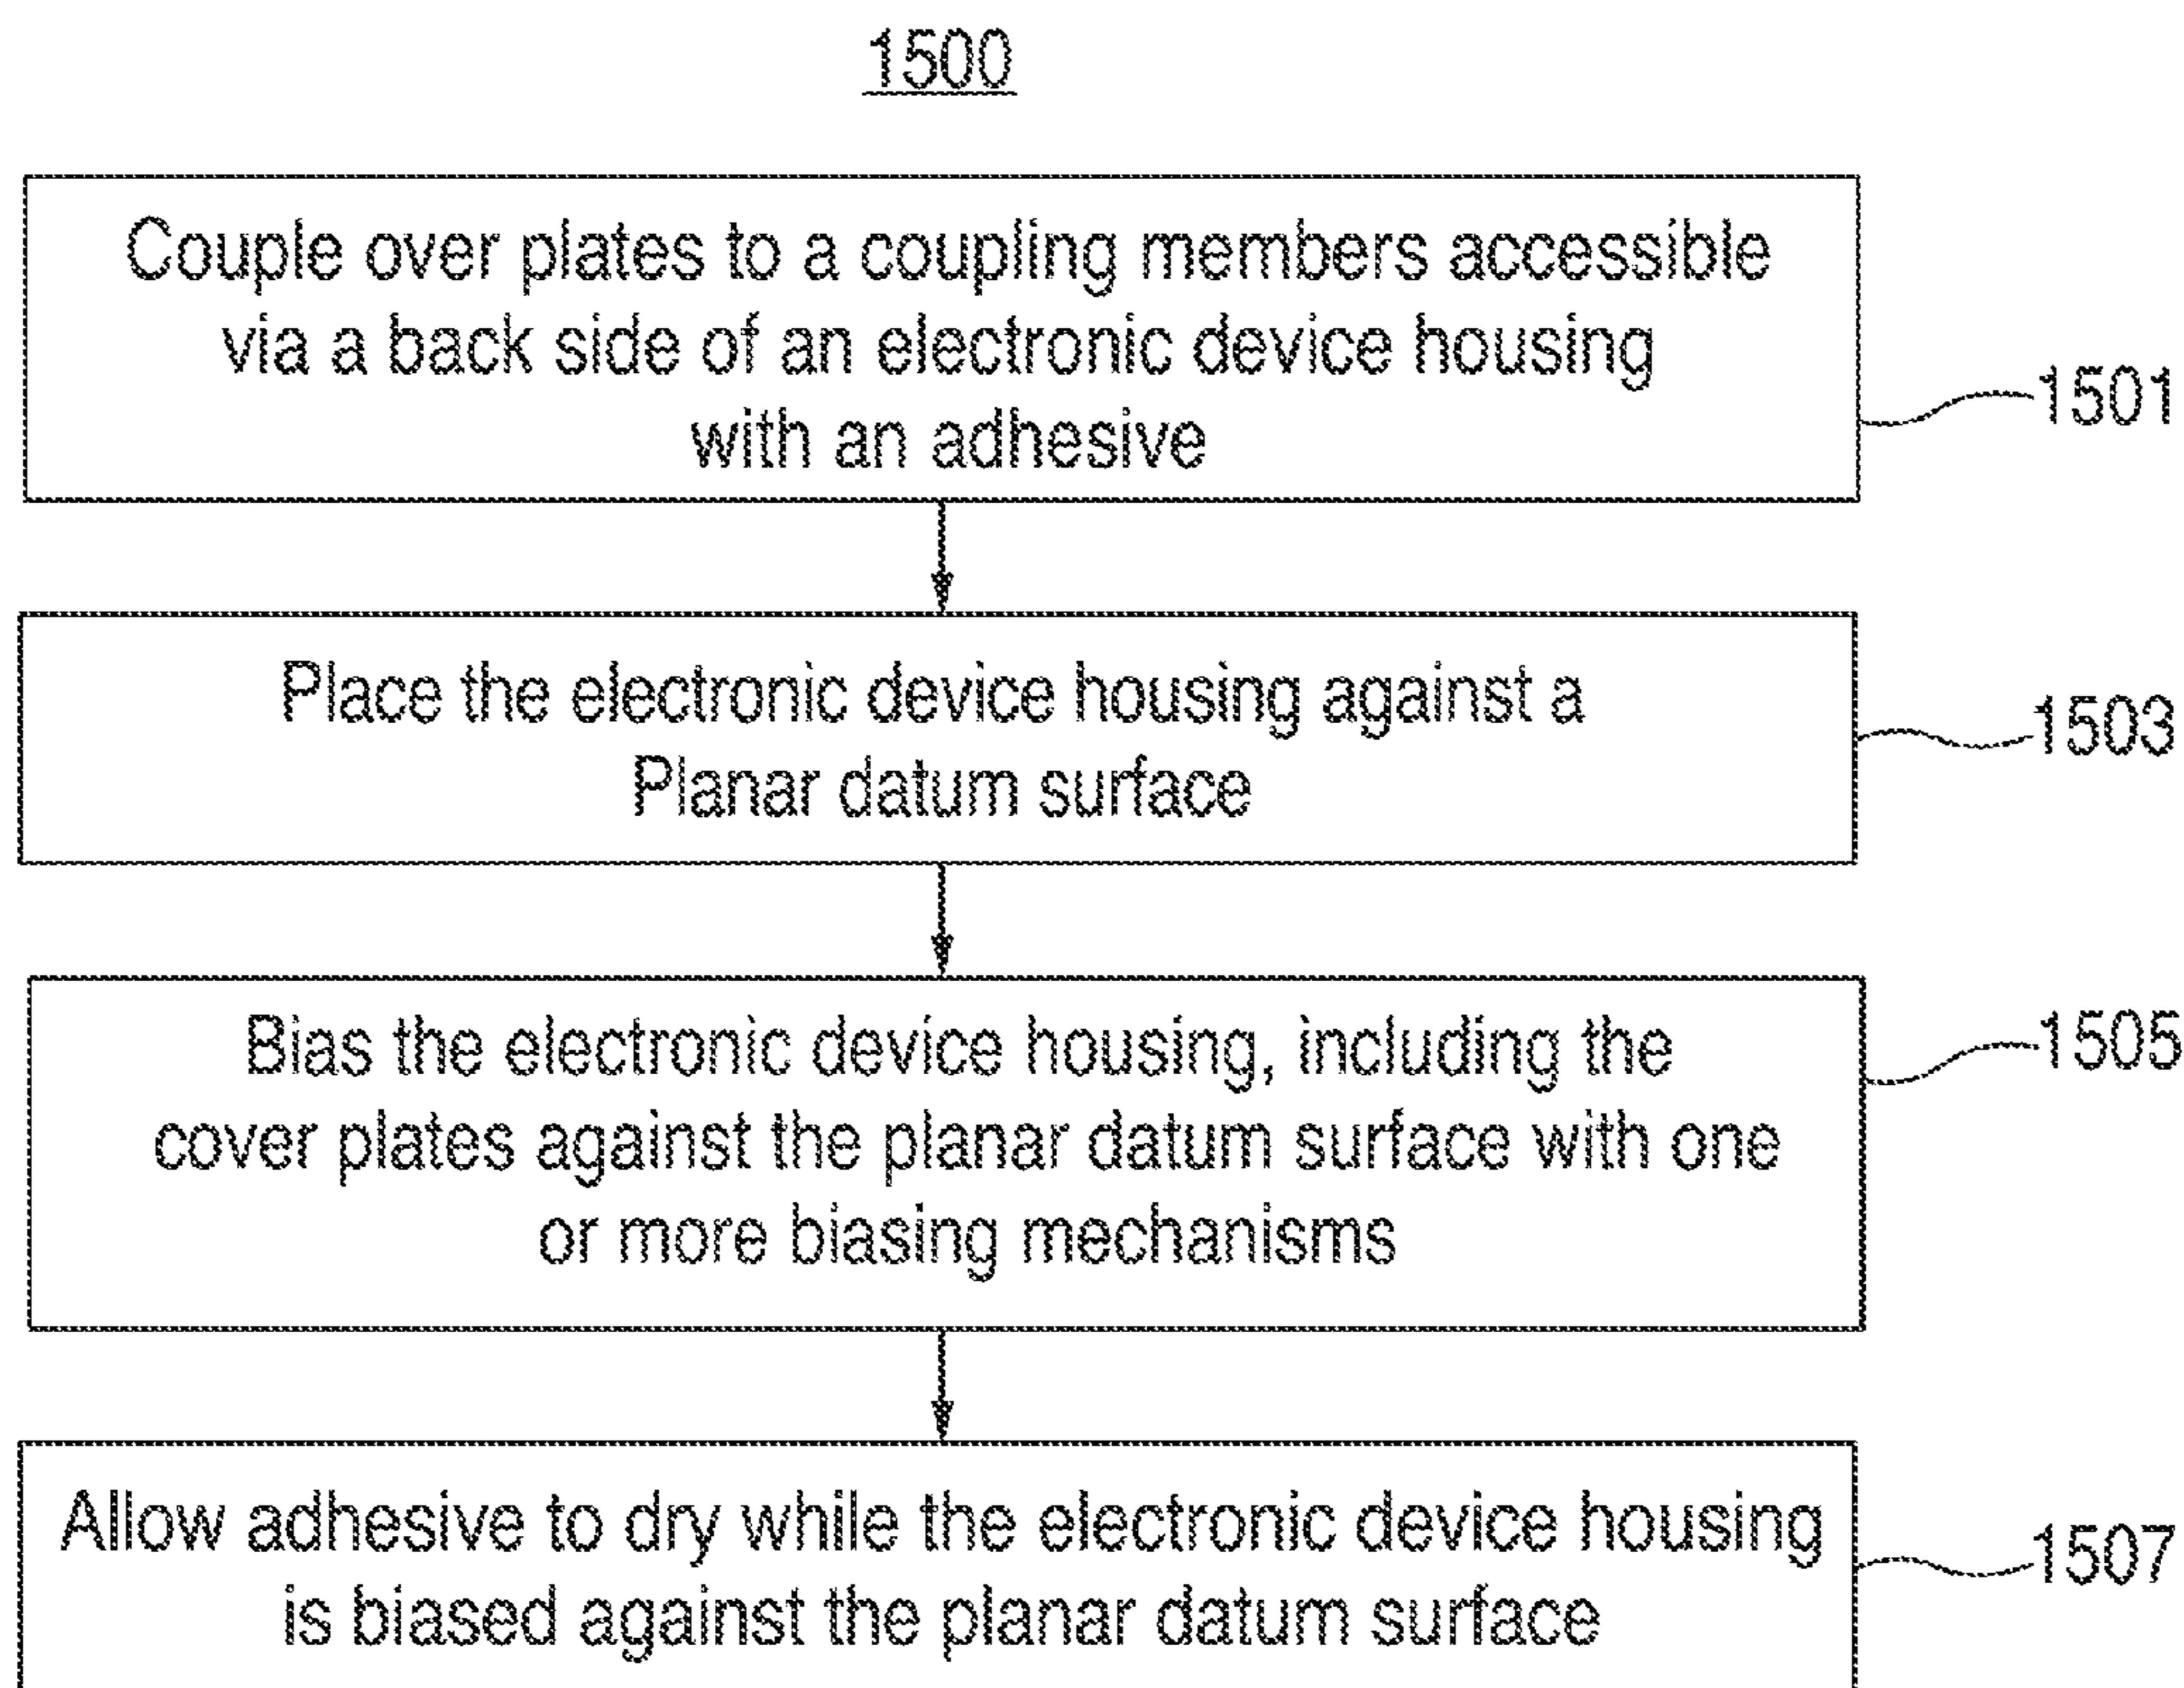 1500
Couple over plates to a coupling members accessible
via a back side of an electronic device housing
with an adhesive
1501
Place the electronic device housing against a
Planar datum surface
1503
Bias the electronic device housing, including the
cover plates against the planar datum surface with one
or more biasing mechanisms
1505
Allow adhesive to dry while the electronic device housing
is biased against the planar datum surface
1507